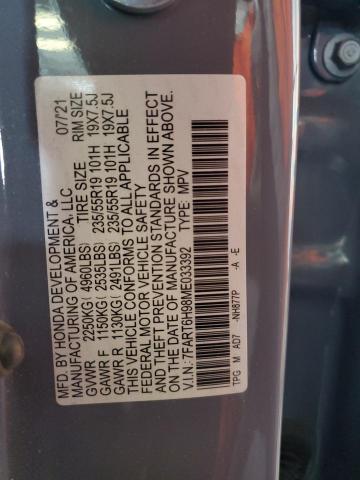 MFD. BY HONDA DEVELOPMENT & 07/21
MANUFACTURING OF AMERICA, LLC
TIRE SIZE RIM SIZE
GVWR 2250KG (4960LBS)
GAWR F 1150KG (2535LBS) 235/55R19 101H 19X7.5J
GAWR R 1130KG (2491LBS) 235/55R19 101H 19X7.5J
THIS VEHICLE CONFORMS TO ALL APPLICABLE
FEDERAL MOTOR VEHICLE SAFETY
AND THEFT PREVENTION STANDARDS IN EFFECT
ON THE DATE OF MANUFACTURE SHOWN ABOVE.
V.I.N.: 7FART6H98ME033392 TYPE: MPV
TPG M AD7 -NH877P -A -E